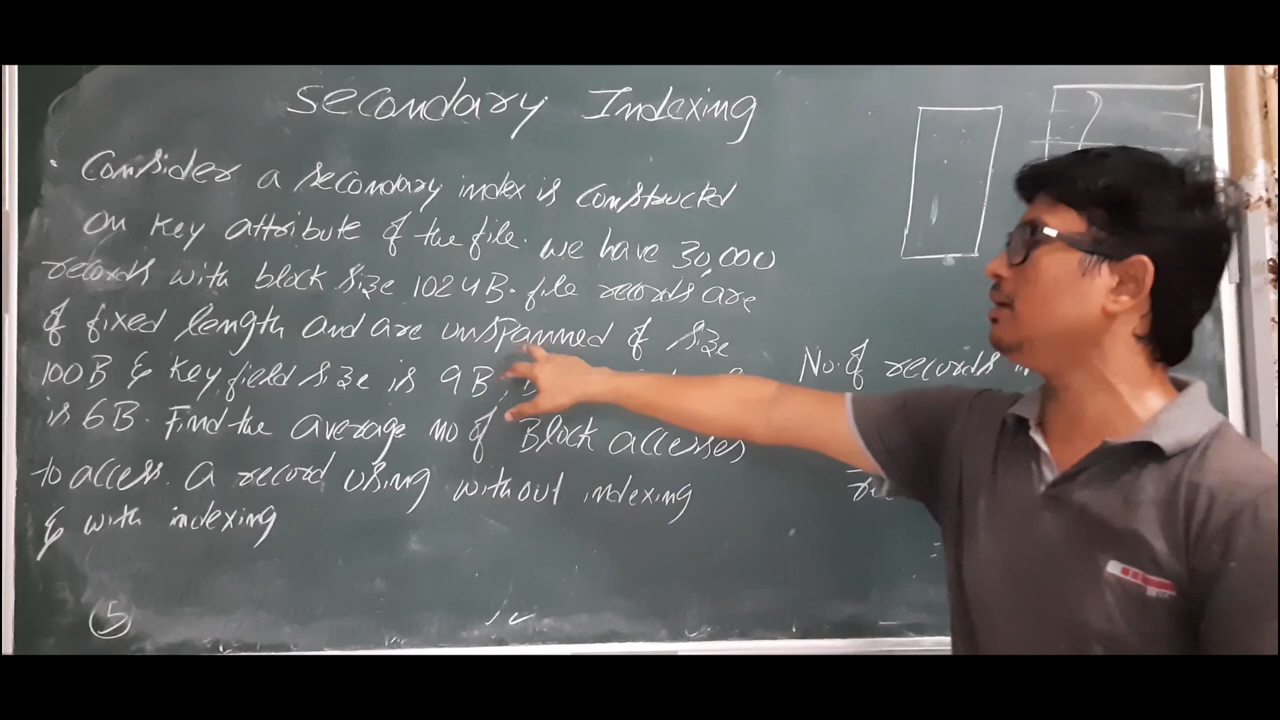 Secondary Indexing
?
. Consider a secondary index is constructed
on key attribute of the file. we have 30,000
records with block size 1024B. file records are
of fixed length and are unspanned of size
100B & key field size is 9B,
No. of records
is 6B. Find the average no of Block accesses
to access a record using without indexing
& with indexing
5